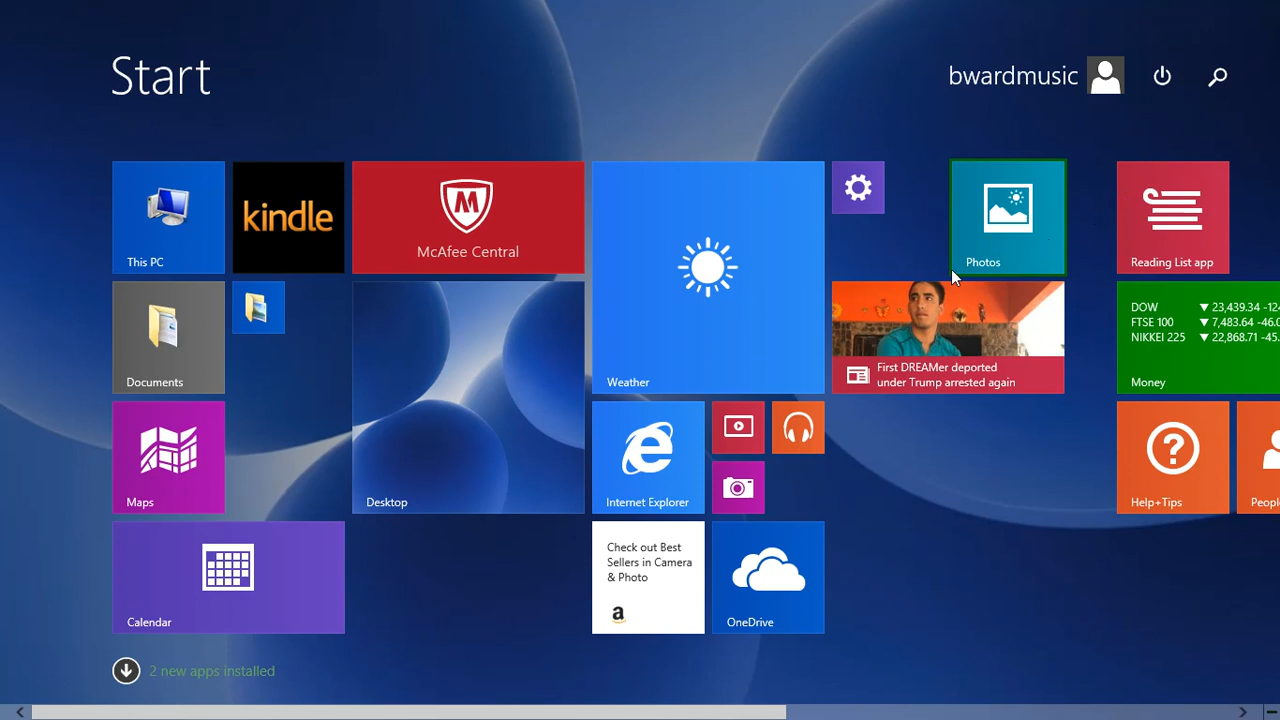 Start
bwardmusic
This PC
kindle
McAfee Central
Weather
Photos
Reading List app
Documents
First DREAMer deported
under Trump arrested again
DOW ▼ 23,439.34
FTSE 100 ▼ 7,483.64
NIKKEI 225 ▼ 22,868.71
Money
Maps
Desktop
Internet Explorer
Help+Tips
Calendar
Check out Best
Sellers in Camera
& Photo
a
OneDrive
2 new apps installed